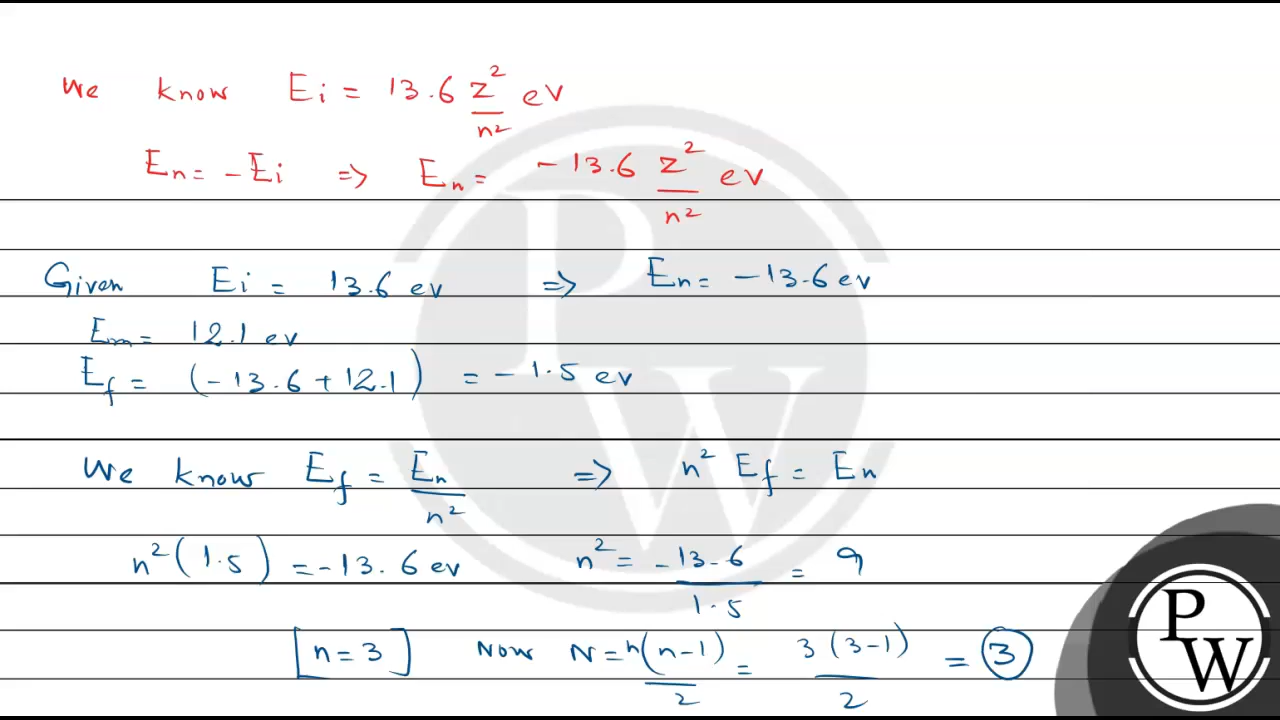 We know Ei = 13.6 z²/n² ev
En = -Ei => En = -13.6 z²/n² ev
Given Ei = 13.6 ev => En = -13.6 ev
Em = 12.1 ev
Ef = (-13.6 + 12.1) = -1.5 ev
We know Ef = En/n² => n² Ef = En
n² (1.5) = -13.6 ev n² = -13.6/1.5 = 9
[n = 3] Now N = n(n-1)/2 = 3(3-1)/2 = 3
P
W